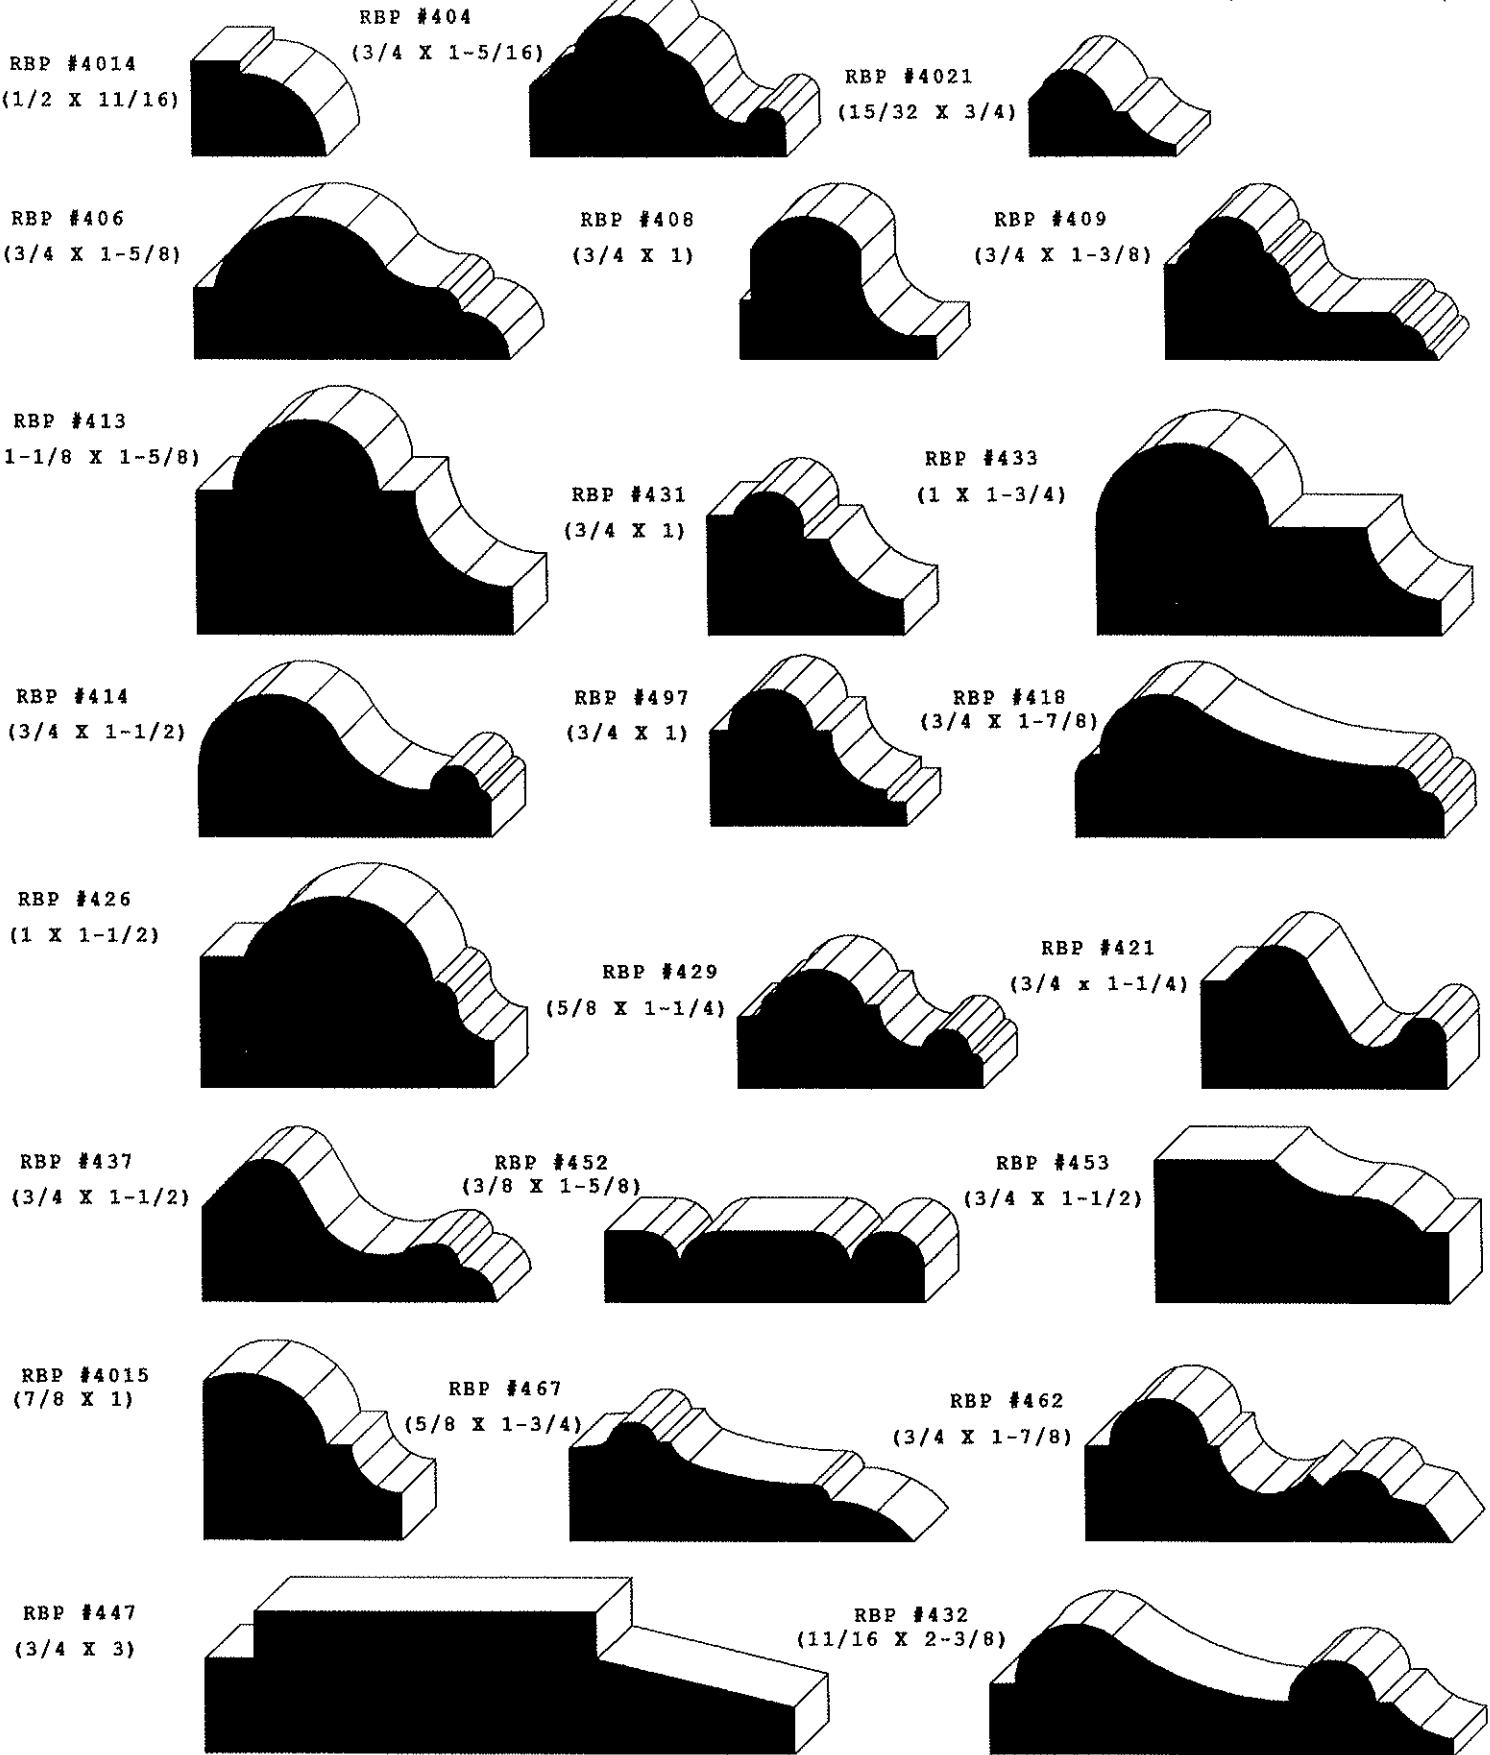 RBP #4014
(1/2 X 11/16)
RBP #404
(3/4 X 1-5/16)
RBP #4021
(15/32 X 3/4)
RBP #406
(3/4 X 1-5/8)
RBP #408
(3/4 X 1)
RBP #409
(3/4 X 1-3/8)
RBP #413
1-1/8 X 1-5/8)
RBP #431
(3/4 X 1)
RBP #433
(1 X 1-3/4)
RBP #414
(3/4 X 1-1/2)
RBP #497
(3/4 X 1)
RBP #418
(3/4 X 1-7/8)
RBP #426
(1 X 1-1/2)
RBP #429
(5/8 X 1-1/4)
RBP #421
(3/4 x 1-1/4)
RBP #437
(3/4 X 1-1/2)
RBP #452
(3/8 X 1-5/8)
RBP #453
(3/4 X 1-1/2)
RBP #4015
(7/8 X 1)
RBP #467
(5/8 X 1-3/4)
RBP #462
(3/4 X 1-7/8)
RBP #447
(3/4 X 3)
RBP #432
(11/16 X 2-3/8)